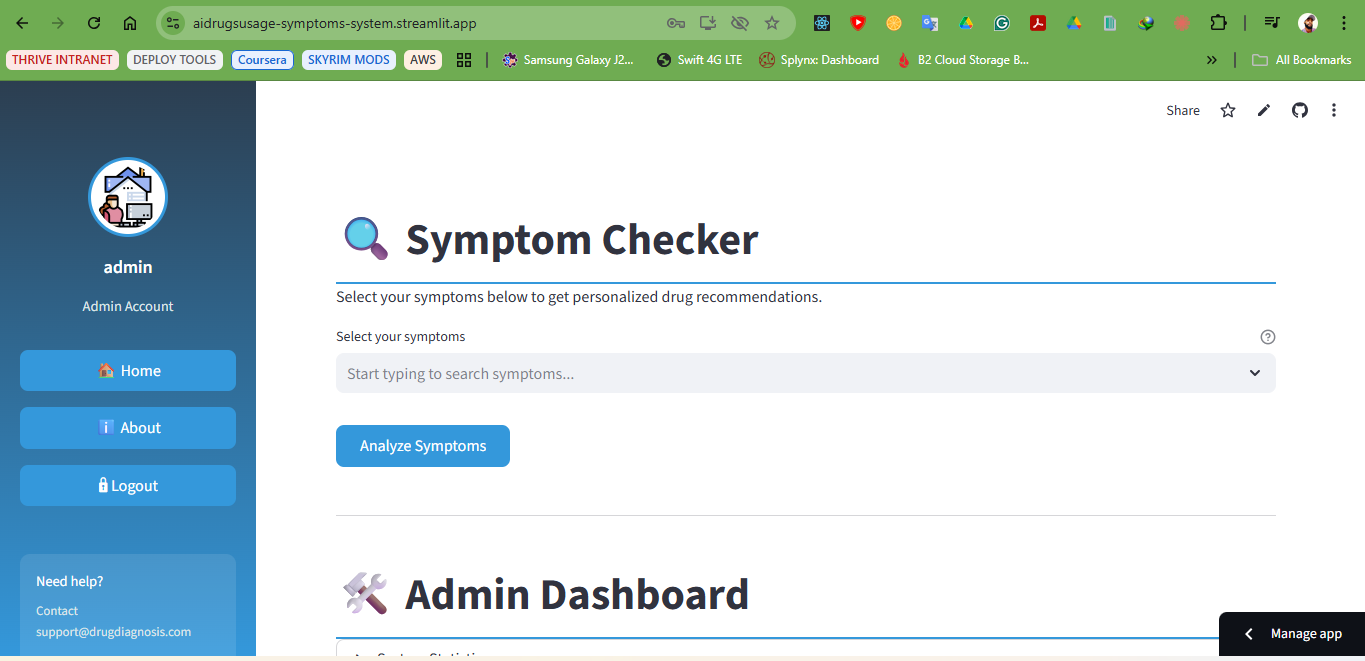 aidrugsusage-symptoms-system.streamlit.app
THRIVE INTRANET DEPLOY TOOLS Coursera SKYRIM MODS AWS Samsung Galaxy J2... Swift 4G LTE Splynx: Dashboard B2 Cloud Storage B... All Bookmarks
Share
admin
Admin Account
Home
About
Logout
Need help?
Contact
support@drugdiagnosis.com
Symptom Checker
Select your symptoms below to get personalized drug recommendations.
Select your symptoms
Start typing to search symptoms...
Analyze Symptoms
Admin Dashboard
Manage app